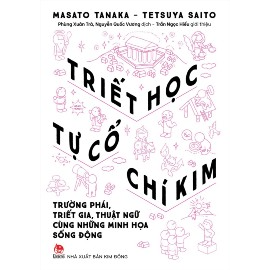 MASATO TANAKA – TETSUYA SAITO
Phùng Xuân Trà, Nguyễn Quốc Vương dịch – Trần Ngọc Hiếu giới thiệu
TRIẾT HỌC
TỰ CỔ
CHÍ KIM
TRƯỜNG PHÁI,
TRIẾT GIA, THUẬT NGỮ
CÙNG NHỮNG MINH HỌA
SỐNG ĐỘNG
NHÀ XUẤT BẢN KIM ĐỒNG